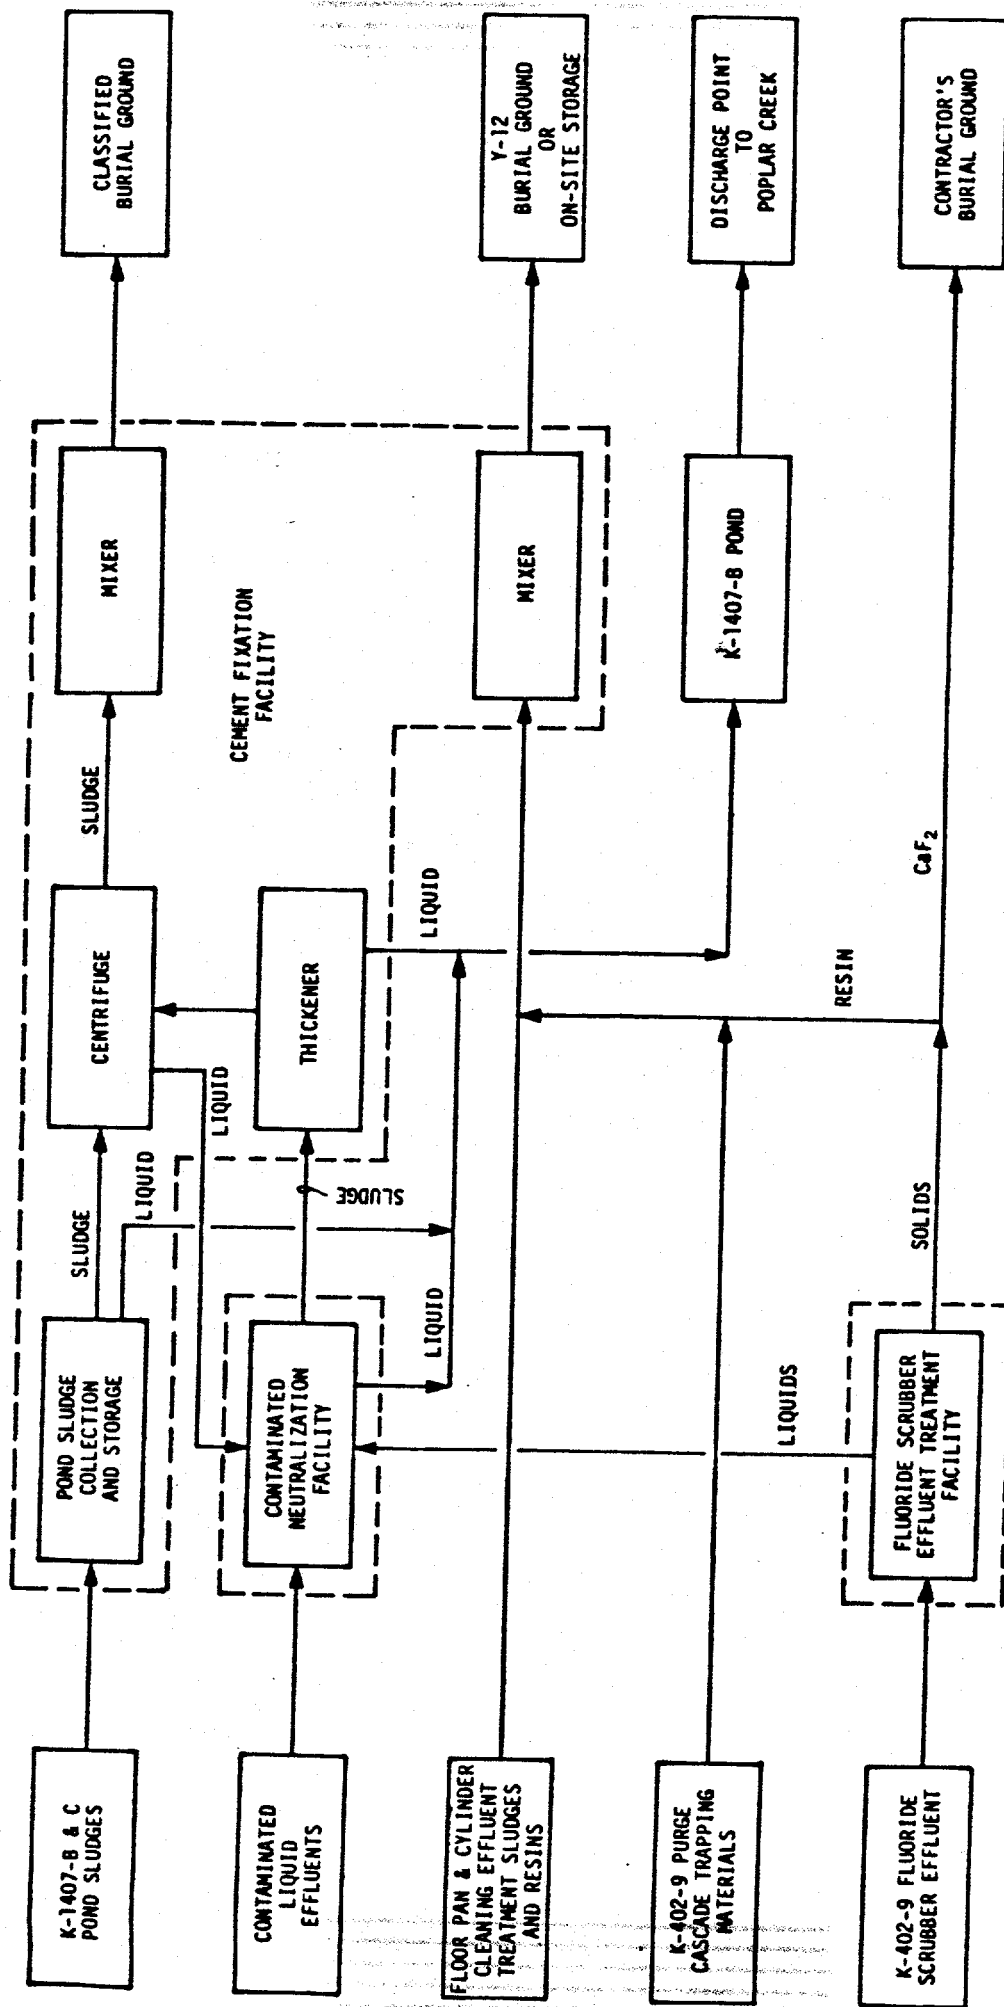 K-1407-B & C
POND SLUDGES
POND SLUDGE
COLLECTION
AND STORAGE
SLUDGE
LIQUID
CENTRIFUGE
LIQUID
SLUDGE
MIXER
CLASSIFIED
BURIAL GROUND
CONTAMINATED
LIQUID
EFFLUENTS
CONTAMINATED
NEUTRALIZATION
FACILITY
SLUDGE
LIQUID
THICKENER
LIQUID
CEMENT FIXATION
FACILITY
FLOOR PAN & CYLINDER
CLEANING EFFLUENT
TREATMENT SLUDGES
AND RESINS
MIXER
Y-12
BURIAL GROUND
OR
ON-SITE STORAGE
K-402-9 PURGE
CASCADE TRAPPING
MATERIALS
K-1407-B POND
DISCHARGE POINT
TO
POPLAR CREEK
LIQUIDS
RESIN
K-402-9 FLUORIDE
SCRUBBER EFFLUENT
FLUORIDE SCRUBBER
EFFLUENT TREATMENT
FACILITY
SOLIDS
CaF2
CONTRACTOR'S
BURIAL GROUND